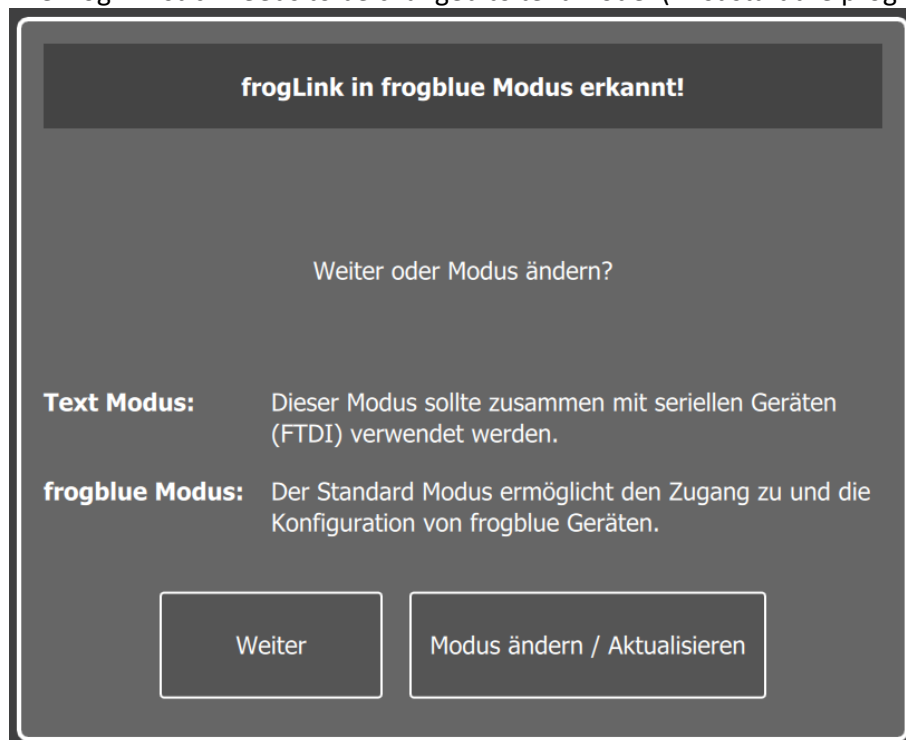 frogLink in frogblue Modus erkannt!
Weiter oder Modus ändern?
Text Modus: Dieser Modus sollte zusammen mit seriellen Geräten
(FTDI) verwendet werden.
frogblue Modus: Der Standard Modus ermöglicht den Zugang zu und die
Konfiguration von frogblue Geräten.
Weiter
Modus ändern / Aktualisieren